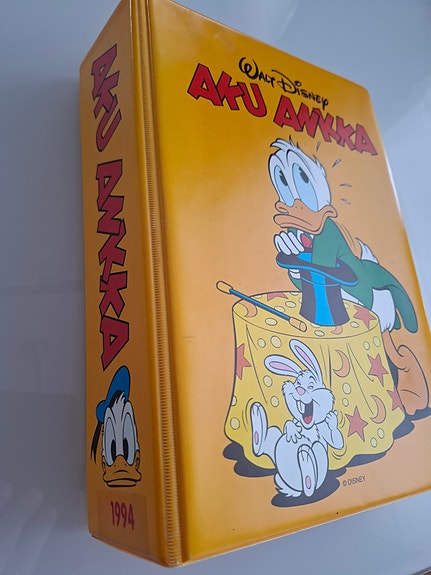 AKU ANKKA
1994
WALT DISNEY
AKU ANKKA
© DISNEY